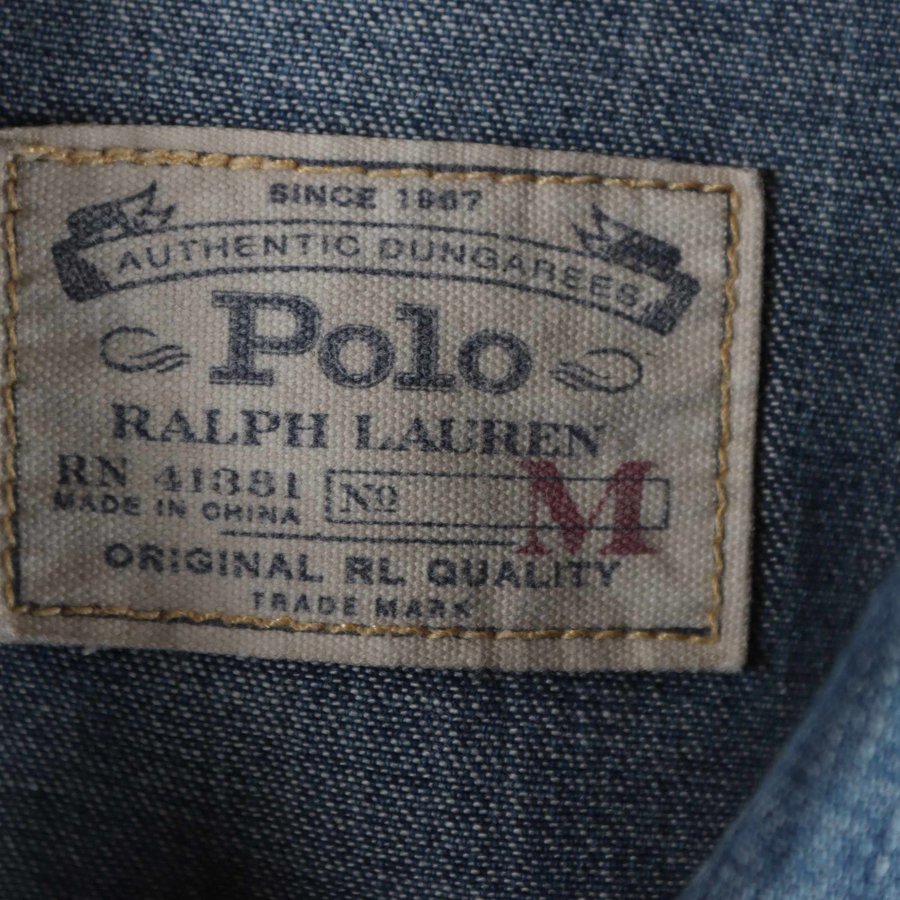 SINCE 1967
AUTHENTIC DUNGAREES
Polo
RALPH LAUREN
RN 41381
MADE IN CHINA
No M
ORIGINAL RL QUALITY
TRADE MARK